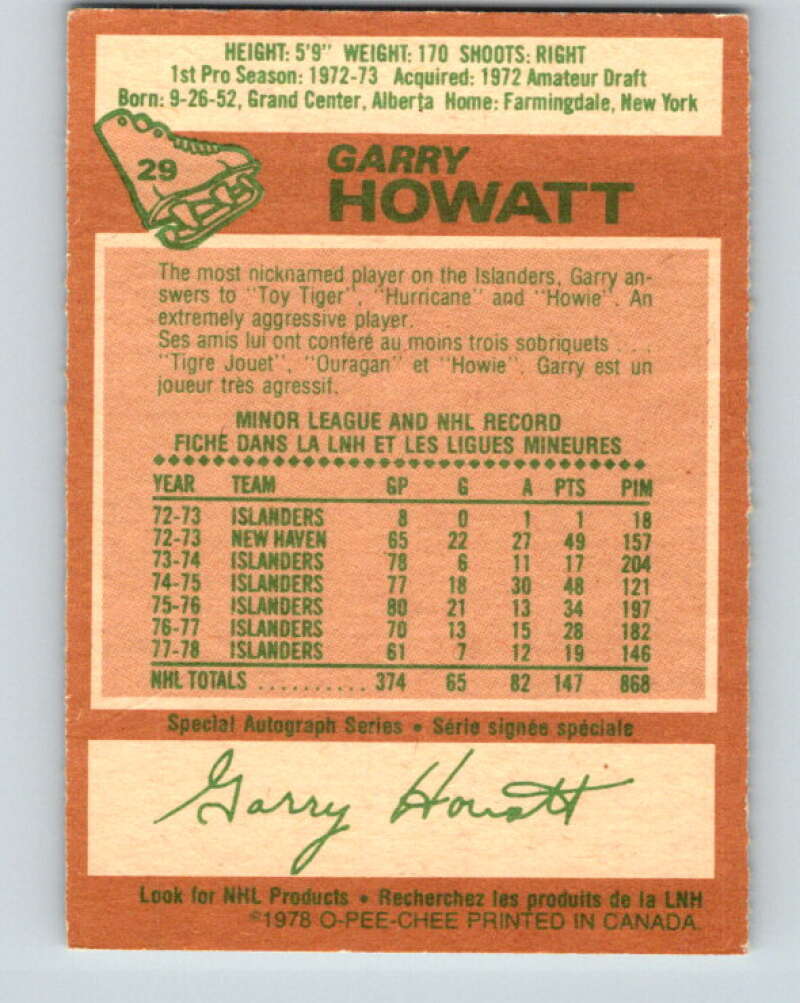 HEIGHT: 5'9" WEIGHT: 170 SHOOTS: RIGHT
1st Pro Season: 1972-73 Acquired: 1972 Amateur Draft
Born: 9-26-52, Grand Center, Alberta Home: Farmingdale, New York
29
GARRY
HOWATT
The most nicknamed player on the Islanders, Garry an-
swers to "Toy Tiger", "Hurricane" and "Howie". An
extremely aggressive player.
Ses amis lui ont conféré au moins trois sobriquets . . .
"Tigre Jouet", "Ouragan" et "Howie". Garry est un
joueur très agressif.
MINOR LEAGUE AND NHL RECORD
FICHE DANS LA LNH ET LES LIGUES MINEURES
YEAR TEAM GP G A PTS PIM
72-73 ISLANDERS 8 0 1 1 18
72-73 NEW HAVEN 65 22 27 49 157
73-74 ISLANDERS 78 6 11 17 204
74-75 ISLANDERS 77 18 30 48 121
75-76 ISLANDERS 80 21 13 34 197
76-77 ISLANDERS 70 13 15 28 182
77-78 ISLANDERS 61 7 12 19 146
NHL TOTALS ........... 374 65 82 147 868
Special Autograph Series • Série signée spéciale
Garry Howatt
Look for NHL Products • Recherchez les produits de la LNH
©1978 O-PEE-CHEE PRINTED IN CANADA.